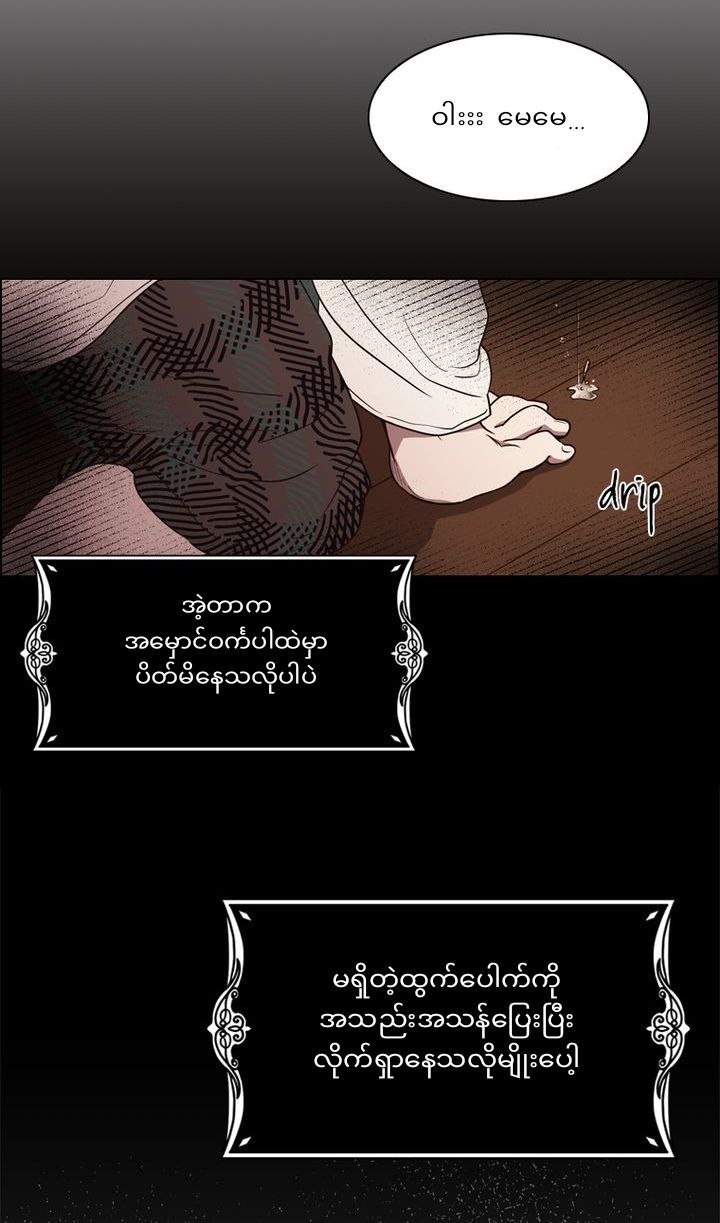 ဝါးးး မေမေ...
drip
အဲ့တာက
အမှောင်ဝင်္ကပါထဲမှာ
ပိတ်မိနေသလိုပါပဲ
မရှိတဲ့ထွက်ပေါက်ကို
အသည်းအသန်ပြေးပြီး
လိုက်ရှာနေသလိုမျိုးပေါ့